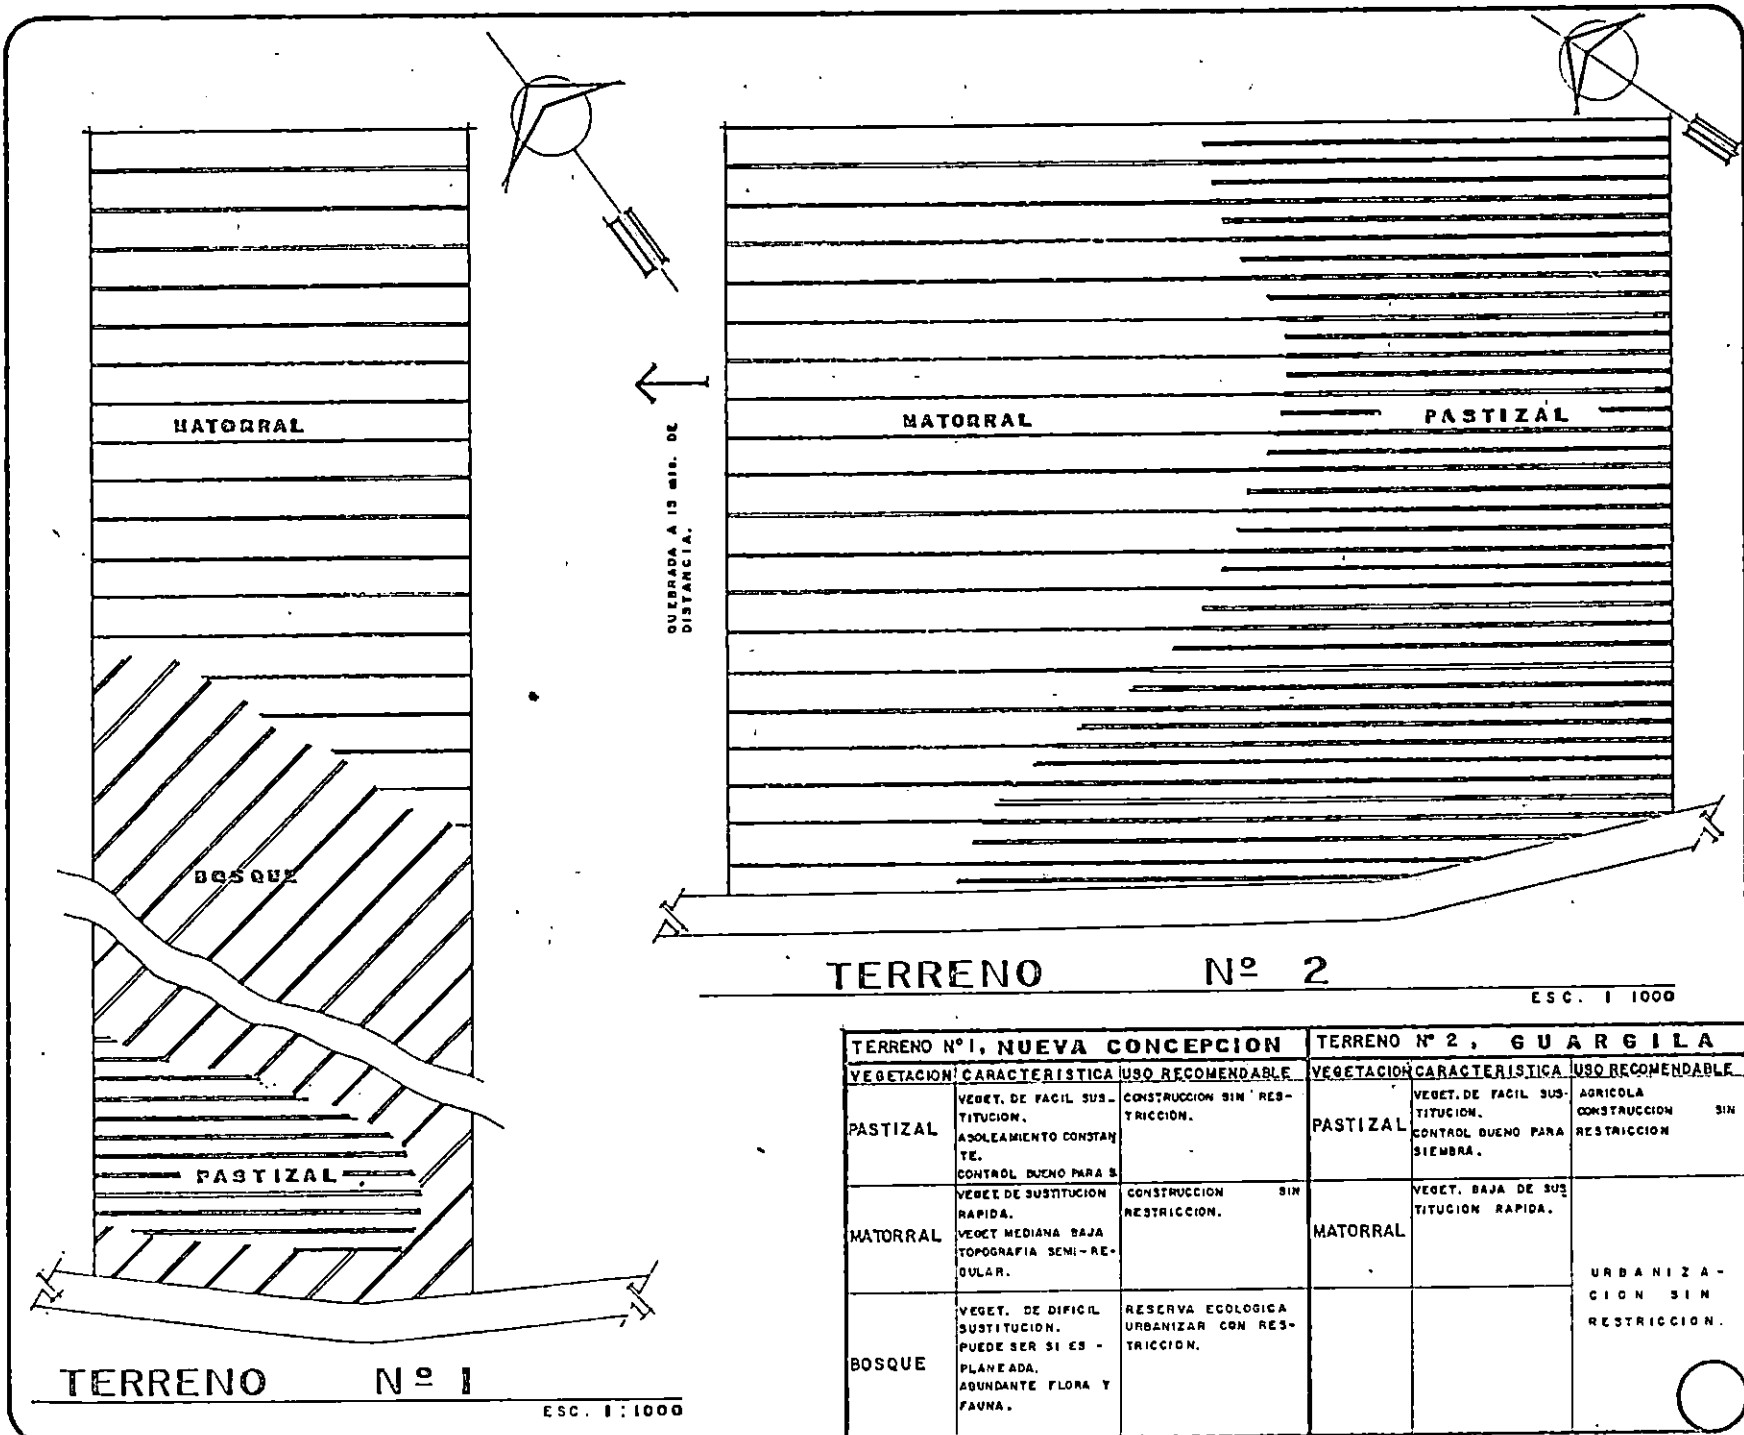 MATORRAL
BOSQUE
PASTIZAL
TERRENO Nº 1
ESC. 1:1000
QUEBRADA A 15 mts. DE
DISTANCIA.
MATORRAL
PASTIZAL
TERRENO Nº 2
ESC. 1 1000
TERRENO Nº 1, NUEVA CONCEPCION
VEGETACION
CARACTERISTICA
USO RECOMENDABLE
PASTIZAL
VEGET. DE FACIL SUS-
TITUCION.
ASOLEAMIENTO CONSTAN
TE.
CONTROL BUENO PARA S
CONSTRUCCION SIN RES-
TRICCION.
MATORRAL
VEGET. DE SUSTITUCION
RAPIDA.
VEGET MEDIANA BAJA
TOPOGRAFIA SEMI-RE-
GULAR.
CONSTRUCCION SIN
RESTRICCION.
BOSQUE
VEGET. DE DIFICIL
SUSTITUCION.
PUEDE SER SI ES -
PLANEADA.
ABUNDANTE FLORA Y
FAUNA.
RESERVA ECOLOGICA
URBANIZAR CON RES-
TRICCION.
TERRENO Nº 2, GUARGILA
VEGETACION
CARACTERISTICA
USO RECOMENDABLE
PASTIZAL
VEGET. DE FACIL SUS-
TITUCION.
CONTROL BUENO PARA
SIEMBRA.
AGRICOLA
CONSTRUCCION SIN
RESTRICCION
MATORRAL
VEGET. BAJA DE SUS
TITUCION RAPIDA.
URBANIZA-
CION SIN
RESTRICCION.